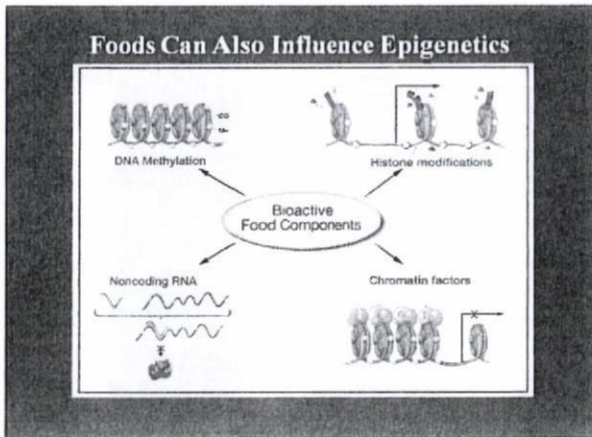 Foods Can Also Influence Epigenetics
DNA Methylation
Histone modifications
Bioactive
Food Components
Noncoding RNA
Chromatin factors